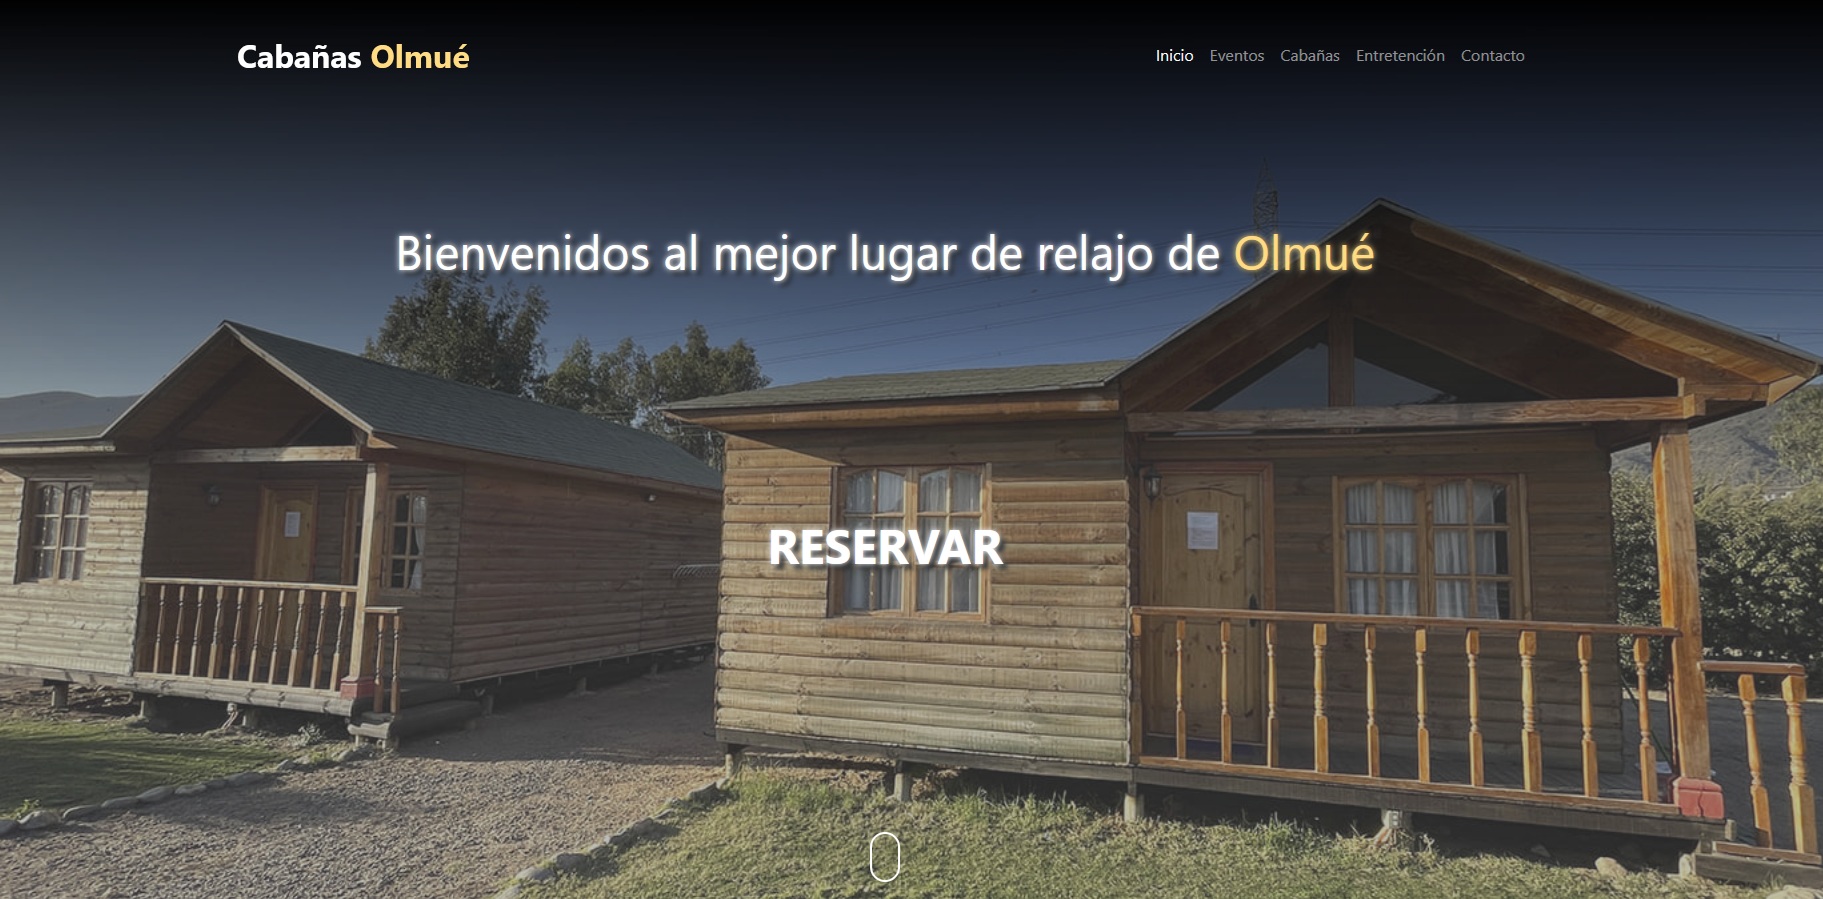 Cabañas Olmué
Inicio Eventos Cabañas Entretención Contacto
Bienvenidos al mejor lugar de relajo de Olmué
RESERVAR